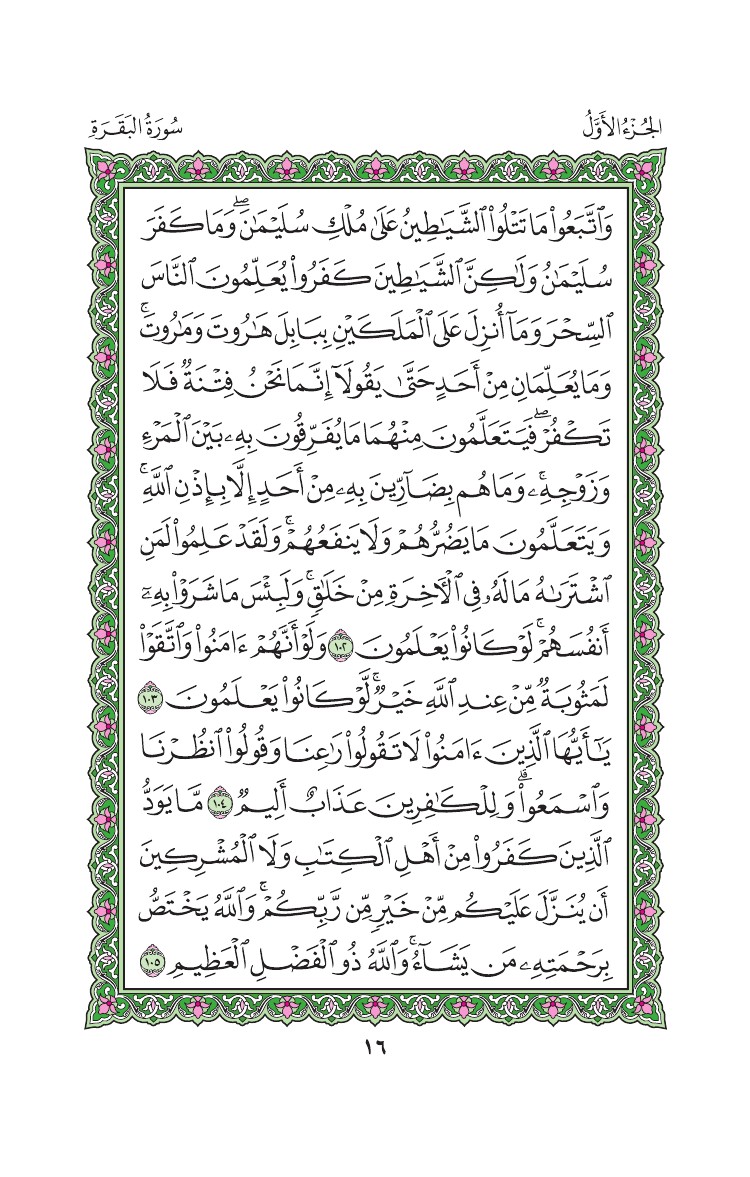 الجُزْءُ الأَوَّلُ
سُورَةُ البَقَرَةِ
وَٱتَّبَعُوا۟ مَا تَتْلُوا۟ ٱلشَّيَـٰطِينُ عَلَىٰ مُلْكِ سُلَيْمَـٰنَ ۖ وَمَا كَفَرَ
سُلَيْمَـٰنُ وَلَـٰكِنَّ ٱلشَّيَـٰطِينَ كَفَرُوا۟ يُعَلِّمُونَ ٱلنَّاسَ
ٱلسِّحْرَ وَمَآ أُنزِلَ عَلَى ٱلْمَلَكَيْنِ بِبَابِلَ هَـٰرُوتَ وَمَـٰرُوتَ ۚ
وَمَا يُعَلِّمَانِ مِنْ أَحَدٍ حَتَّىٰ يَقُولَآ إِنَّمَا نَحْنُ فِتْنَةٌ فَلَا
تَكْفُرْ ۖ فَيَتَعَلَّمُونَ مِنْهُمَا مَا يُفَرِّقُونَ بِهِۦ بَيْنَ ٱلْمَرْءِ
وَزَوْجِهِۦ ۚ وَمَا هُم بِضَآرِّينَ بِهِۦ مِنْ أَحَدٍ إِلَّا بِإِذْنِ ٱللَّهِ ۚ
وَيَتَعَلَّمُونَ مَا يَضُرُّهُمْ وَلَا يَنفَعُهُمْ ۚ وَلَقَدْ عَلِمُوا۟ لَمَنِ
ٱشْتَرَىٰهُ مَا لَهُۥ فِى ٱلْـَٔاخِرَةِ مِنْ خَلَـٰقٍ ۚ وَلَبِئْسَ مَا شَرَوْا۟ بِهِۦٓ
أَنفُسَهُمْ ۚ لَوْ كَانُوا۟ يَعْلَمُونَ ١٠٢ وَلَوْ أَنَّهُمْ ءَامَنُوا۟ وَٱتَّقَوْا۟
لَمَثُوبَةٌ مِّنْ عِندِ ٱللَّهِ خَيْرٌ ۖ لَّوْ كَانُوا۟ يَعْلَمُونَ ١٠٣
يَـٰٓأَيُّهَا ٱلَّذِينَ ءَامَنُوا۟ لَا تَقُولُوا۟ رَٰعِنَا وَقُولُوا۟ ٱنظُرْنَا
وَٱسْمَعُوا۟ ۗ وَلِلْكَـٰفِرِينَ عَذَابٌ أَلِيمٌ ١٠٤ مَّا يَوَدُّ
ٱلَّذِينَ كَفَرُوا۟ مِنْ أَهْلِ ٱلْكِتَـٰبِ وَلَا ٱلْمُشْرِكِينَ
أَن يُنَزَّلَ عَلَيْكُم مِّنْ خَيْرٍ مِّن رَّبِّكُمْ ۚ وَٱللَّهُ يَخْتَصُّ
بِرَحْمَتِهِۦ مَن يَشَآءُ ۚ وَٱللَّهُ ذُو ٱلْفَضْلِ ٱلْعَظِيمِ ١٠٥
١٦